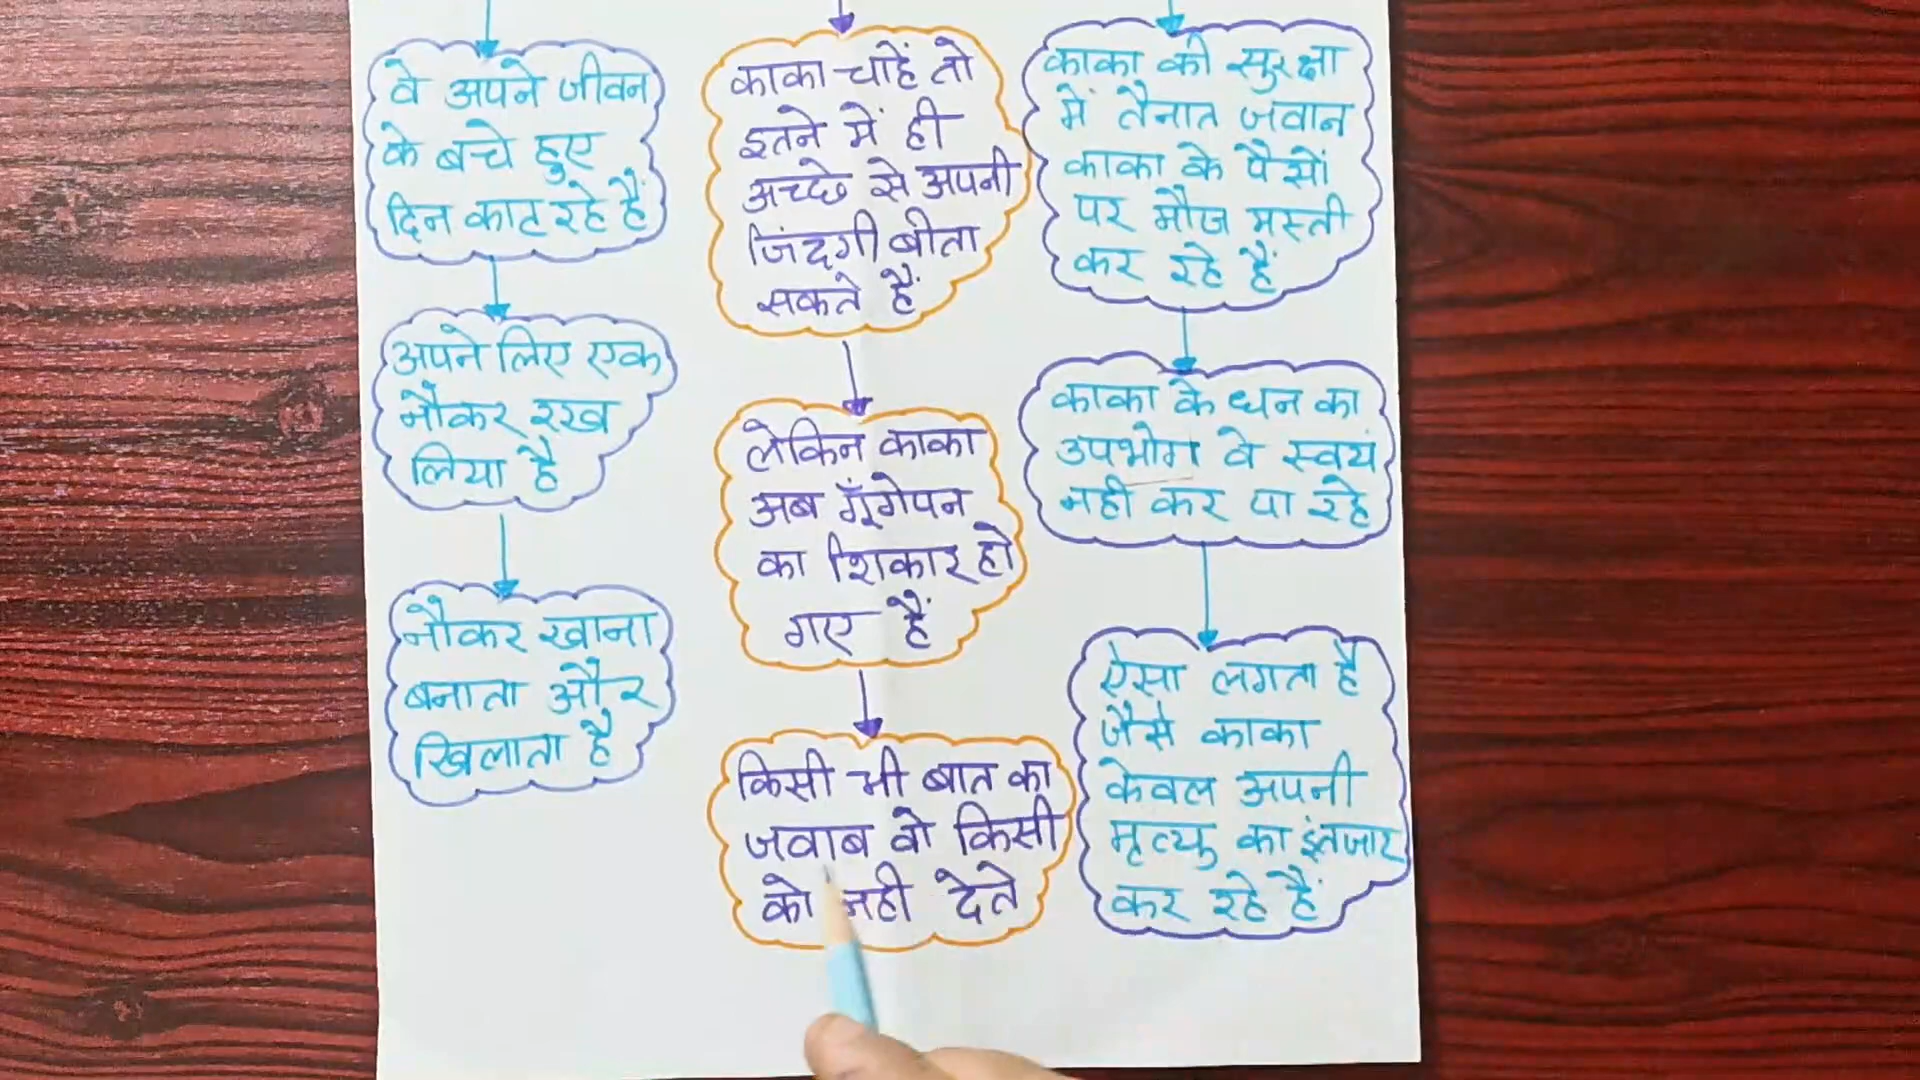 वे अपने जीवन
के बचे हुए
दिन काट रहे हैं
अपने लिए एक
नौकर रख
लिया है
नौकर खाना
बनाता और
खिलाता है
काका चाहें तो
इतने में ही
अच्छे से अपनी
जिंदगी बीता
सकते हैं
लेकिन काका
अब गूँगेपन
का शिकार हो
गए हैं
किसी भी बात का
जवाब वो किसी
को नही देते
काका की सुरक्षा
में तैनात जवान
काका के पैसों
पर मौज मस्ती
कर रहे हैं
काका के धन का
उपभोग वे स्वयं
नही कर पा रहे
ऐसा लगता है
जैसे काका
केवल अपनी
मृत्यु का इंतजार
कर रहे हैं